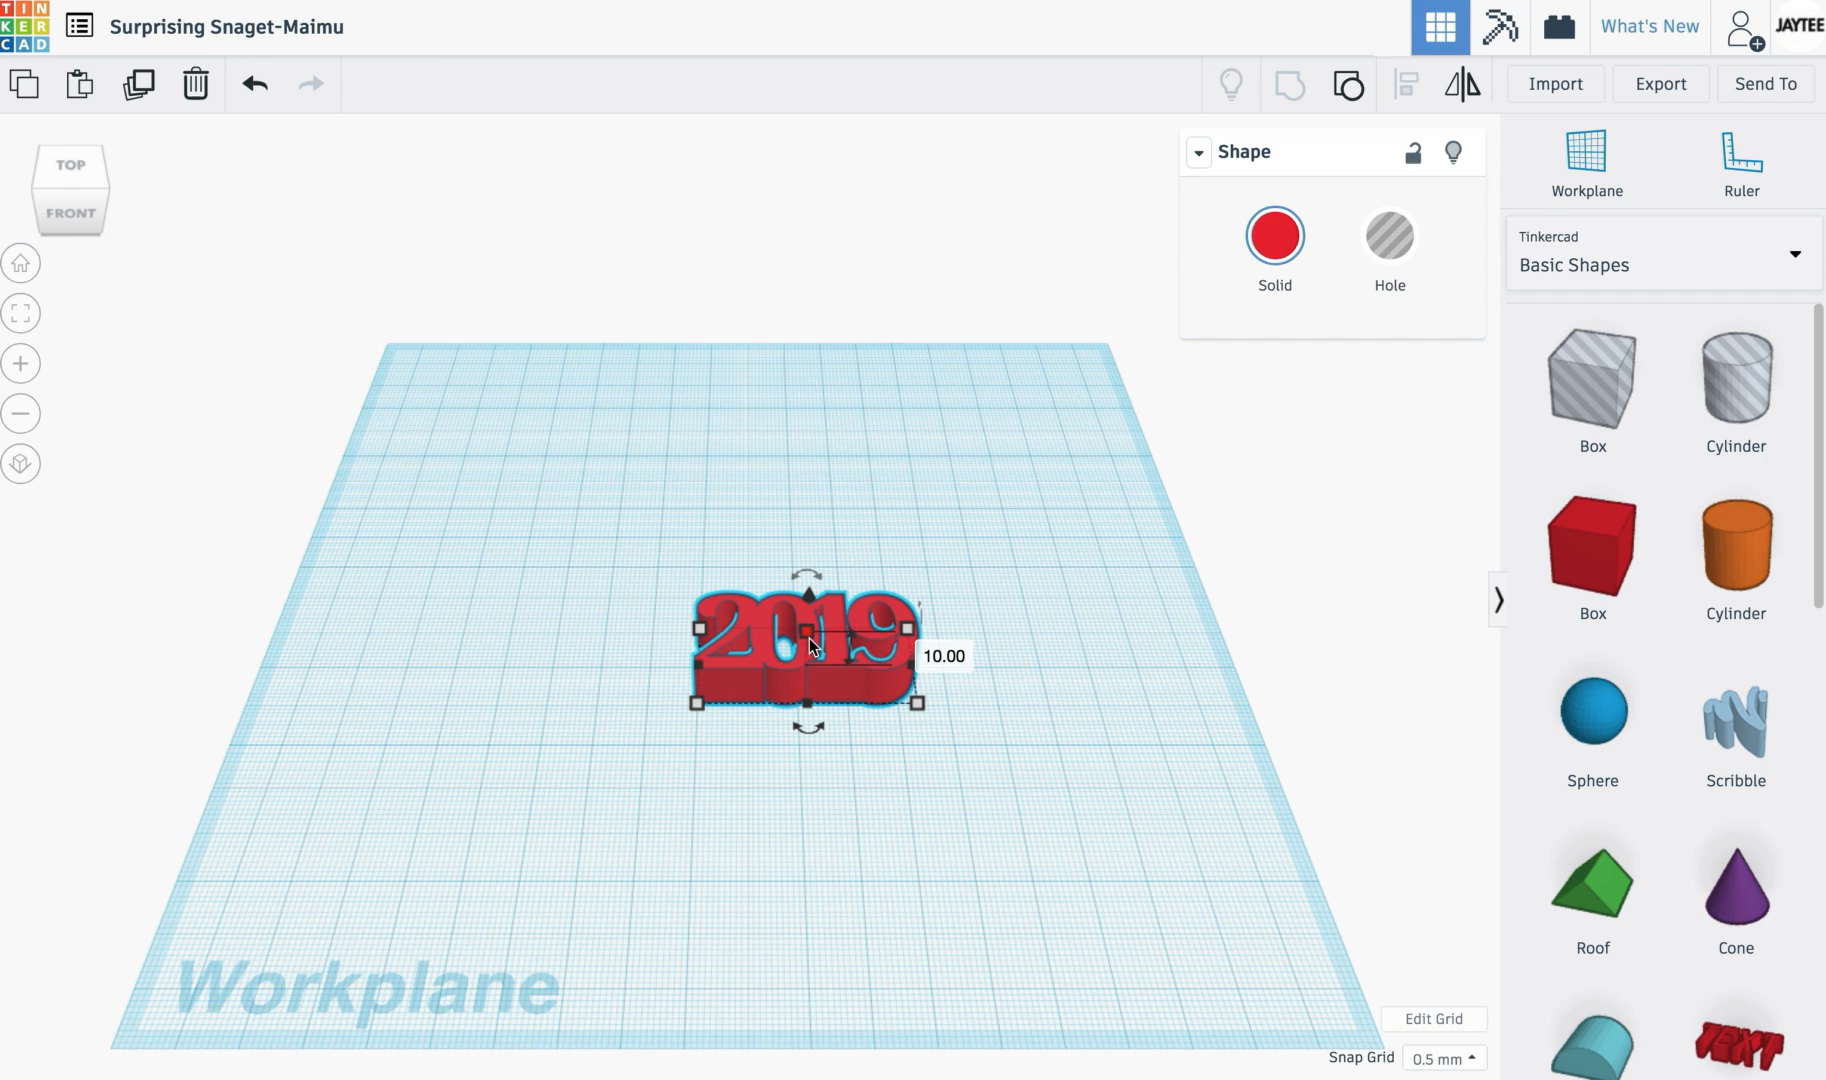 TIN
KER
CAD
Surprising Snaget-Maimu
What's New
JAYTEE
Import
Export
Send To
TOP
FRONT
Shape
Solid
Hole
Workplane
Ruler
Tinkercad
Basic Shapes
Box
Cylinder
Box
Cylinder
Sphere
Scribble
Roof
Cone
TEXT
2019
10.00
Workplane
Edit Grid
Snap Grid
0.5 mm